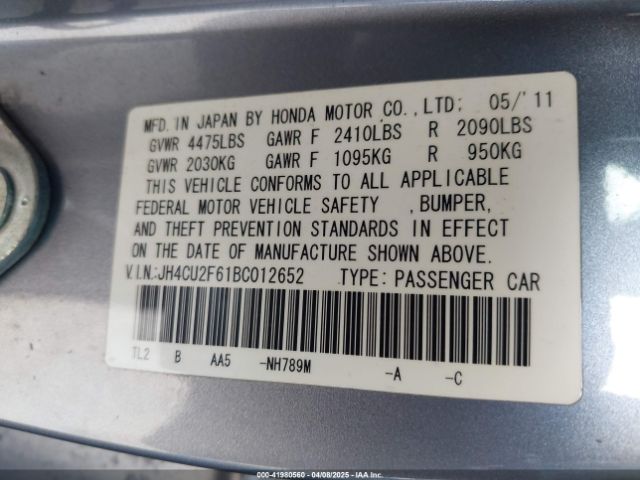 MFD. IN JAPAN BY HONDA MOTOR CO., LTD: 05/'11
GVWR 4475LBS GAWR F 2410LBS R 2090LBS
GVWR 2030KG GAWR F 1095KG R 950KG
THIS VEHICLE CONFORMS TO ALL APPLICABLE
FEDERAL MOTOR VEHICLE SAFETY , BUMPER,
AND THEFT PREVENTION STANDARDS IN EFFECT
ON THE DATE OF MANUFACTURE SHOWN ABOVE.
V.I.N.:JH4CU2F61BC012652 TYPE: PASSENGER CAR
TL2 B AA5 -NH789M -A -C
000-41980560 - 04/08/2025 - IAAI.COM